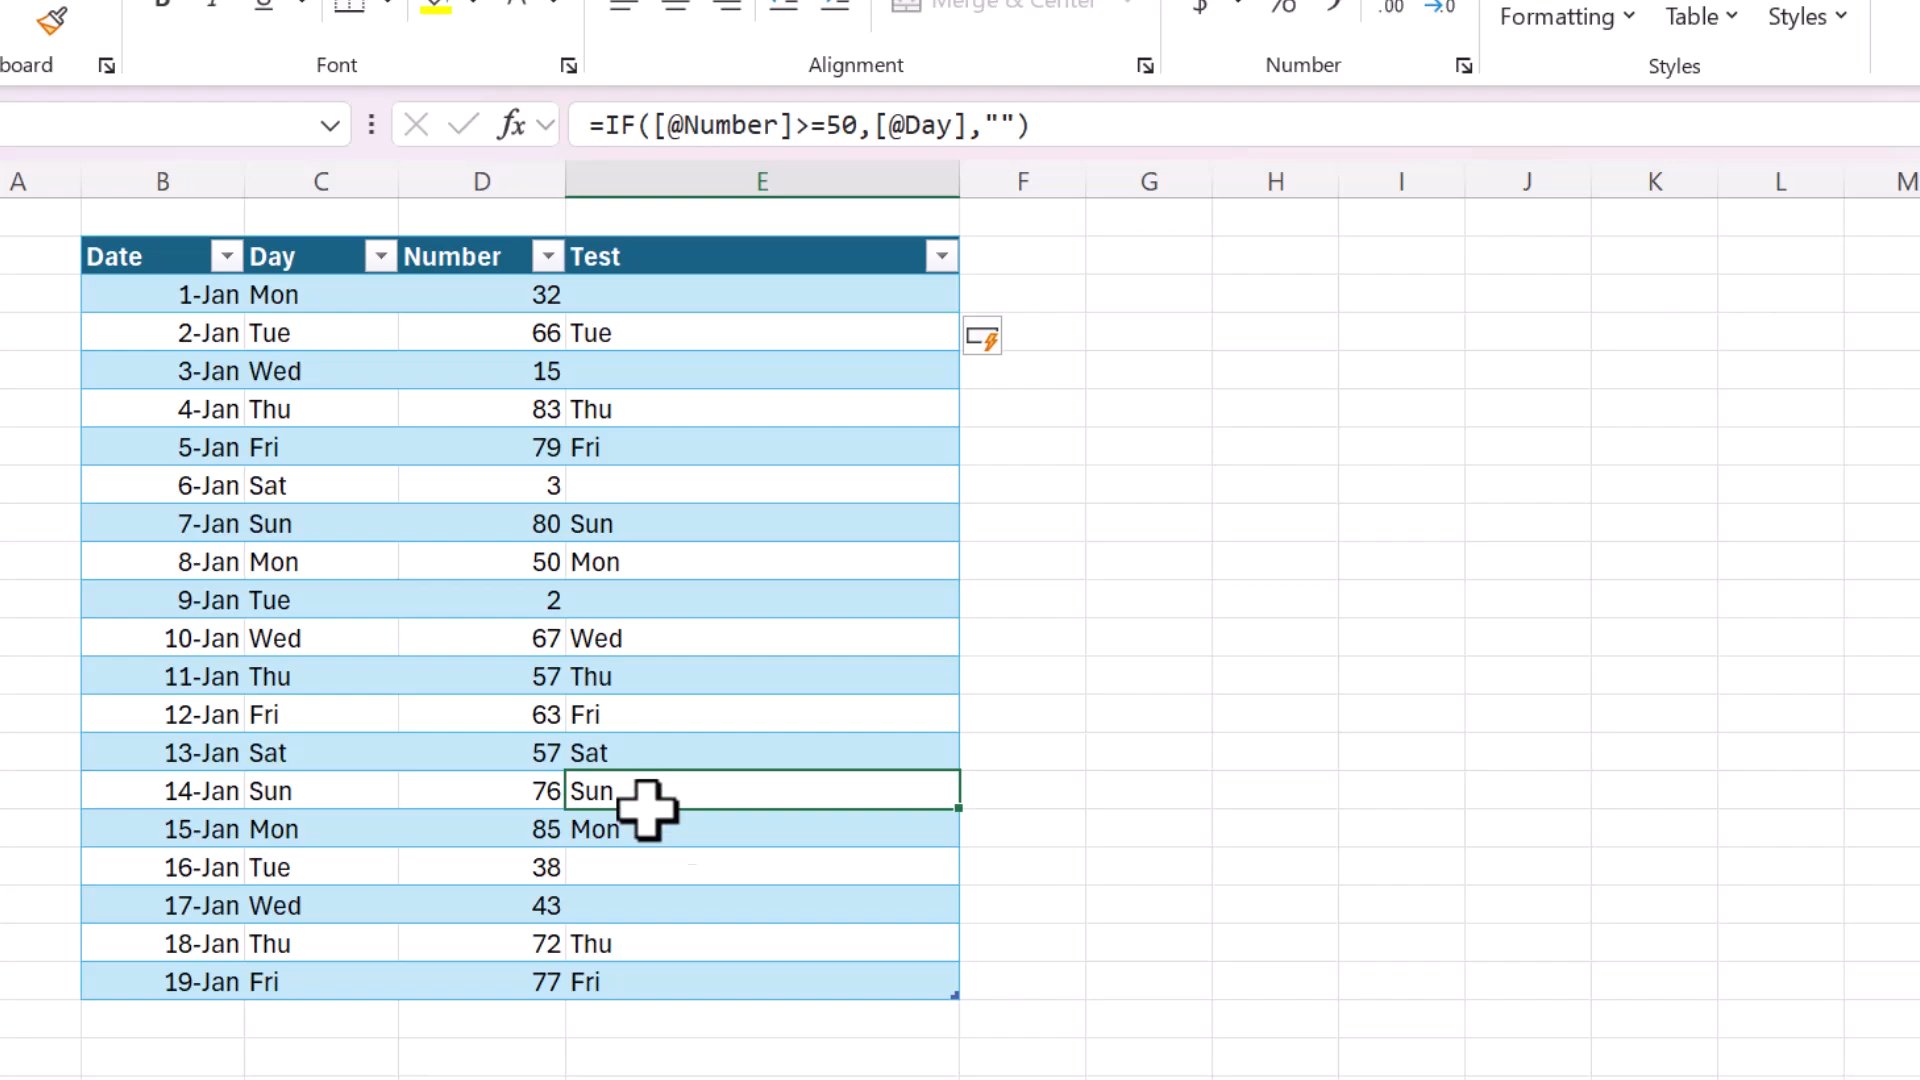 Merge & Center
$ % .00 →.0
Formatting Table Styles
board Font Alignment Number Styles
fx =IF([@Number]>=50,[@Day],"")
A B C D E F G H I J K L M
Date Day Number Test
1-Jan Mon 32
2-Jan Tue 66 Tue
3-Jan Wed 15
4-Jan Thu 83 Thu
5-Jan Fri 79 Fri
6-Jan Sat 3
7-Jan Sun 80 Sun
8-Jan Mon 50 Mon
9-Jan Tue 2
10-Jan Wed 67 Wed
11-Jan Thu 57 Thu
12-Jan Fri 63 Fri
13-Jan Sat 57 Sat
14-Jan Sun 76 Sun
15-Jan Mon 85 Mon
16-Jan Tue 38
17-Jan Wed 43
18-Jan Thu 72 Thu
19-Jan Fri 77 Fri